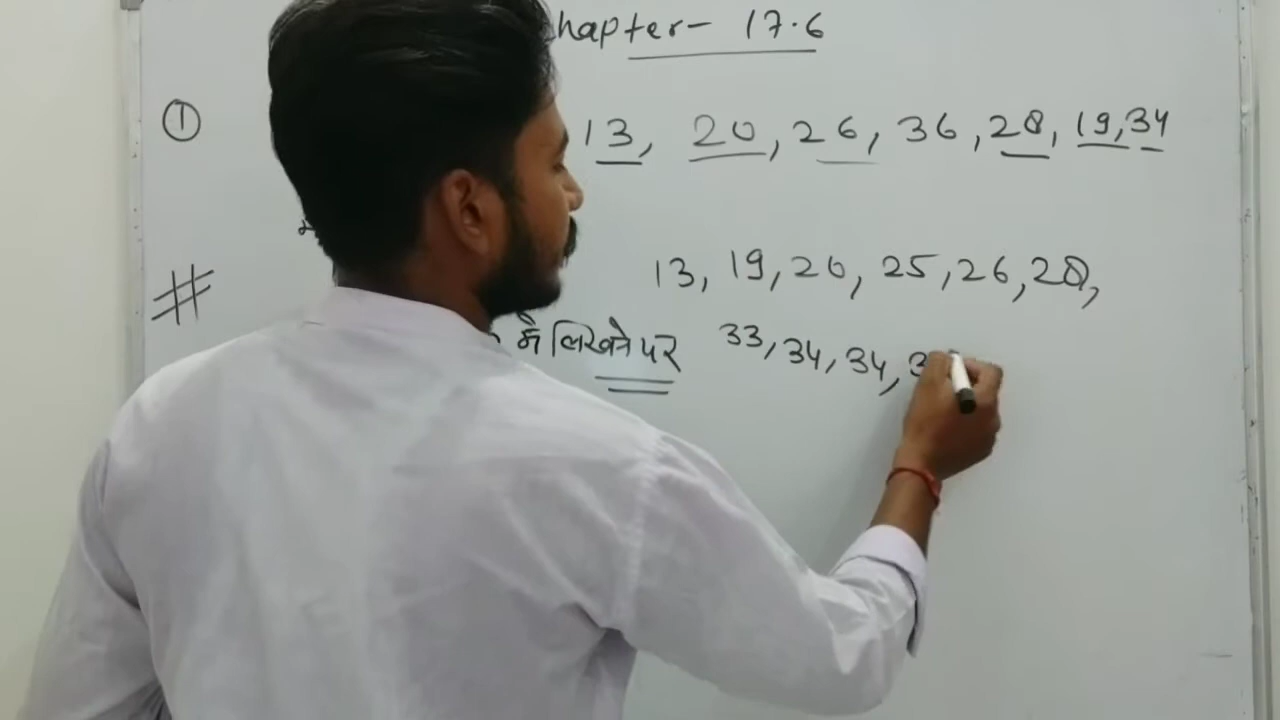 hapter- 17.6
① 13, 20, 26, 36, 28, 19, 34
# 13, 19, 20, 25, 26, 28,
में लिखने पर 33, 34, 34, 3